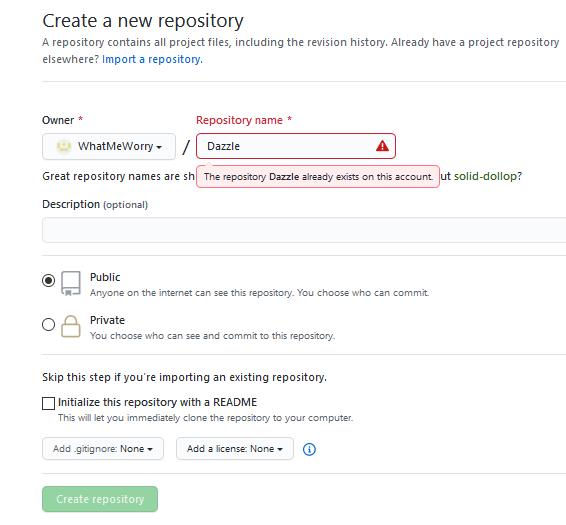 Create a new repository
A repository contains all project files, including the revision history. Already have a project repository
elsewhere? Import a repository.
Owner *
Repository name *
WhatMeWorry
/
Dazzle
Great repository names are sh
The repository Dazzle already exists on this account.
ut solid-dollop?
Description (optional)
Public
Anyone on the internet can see this repository. You choose who can commit.
Private
You choose who can see and commit to this repository.
Skip this step if you're importing an existing repository.
Initialize this repository with a README
This will let you immediately clone the repository to your computer.
Add .gitignore: None
Add a license: None
Create repository